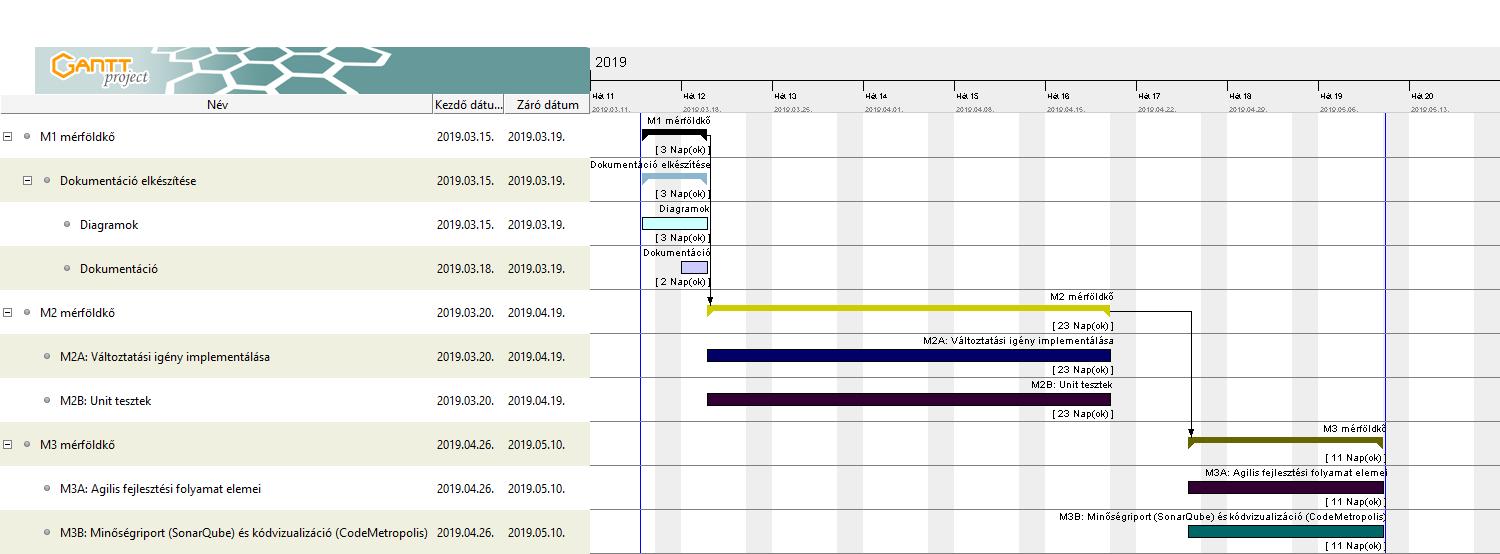 GANTT
project
2019
Név Kezdő dátu... Záró dátum
Hét 11 Hét 12 Hét 13 Hét 14 Hét 15 Hét 16 Hét 17 Hét 18 Hét 19 Hét 20
2019.03.11. 2019.03.18. 2019.03.25. 2019.04.01. 2019.04.08. 2019.04.15. 2019.04.22. 2019.04.29. 2019.05.06. 2019.05.13.
M1 mérföldkő 2019.03.15. 2019.03.19.
M1 mérföldkő
[ 3 Nap(ok) ]
Dokumentáció elkészítése 2019.03.15. 2019.03.19.
Dokumentáció elkészítése
[ 3 Nap(ok) ]
Diagramok 2019.03.15. 2019.03.19.
Diagramok
[ 3 Nap(ok) ]
Dokumentáció 2019.03.18. 2019.03.19.
Dokumentáció
[ 2 Nap(ok) ]
M2 mérföldkő 2019.03.20. 2019.04.19.
M2 mérföldkő
[ 23 Nap(ok) ]
M2A: Változtatási igény implementálása 2019.03.20. 2019.04.19.
M2A: Változtatási igény implementálása
[ 23 Nap(ok) ]
M2B: Unit tesztek 2019.03.20. 2019.04.19.
M2B: Unit tesztek
[ 23 Nap(ok) ]
M3 mérföldkő 2019.04.26. 2019.05.10.
M3 mérföldkő
[ 11 Nap(ok) ]
M3A: Agilis fejlesztési folyamat elemei 2019.04.26. 2019.05.10.
M3A: Agilis fejlesztési folyamat elemei
[ 11 Nap(ok) ]
M3B: Minőségriport (SonarQube) és kódvizualizáció (CodeMetropolis) 2019.04.26. 2019.05.10.
M3B: Minőségriport (SonarQube) és kódvizualizáció (CodeMetropolis)
[ 11 Nap(ok) ]